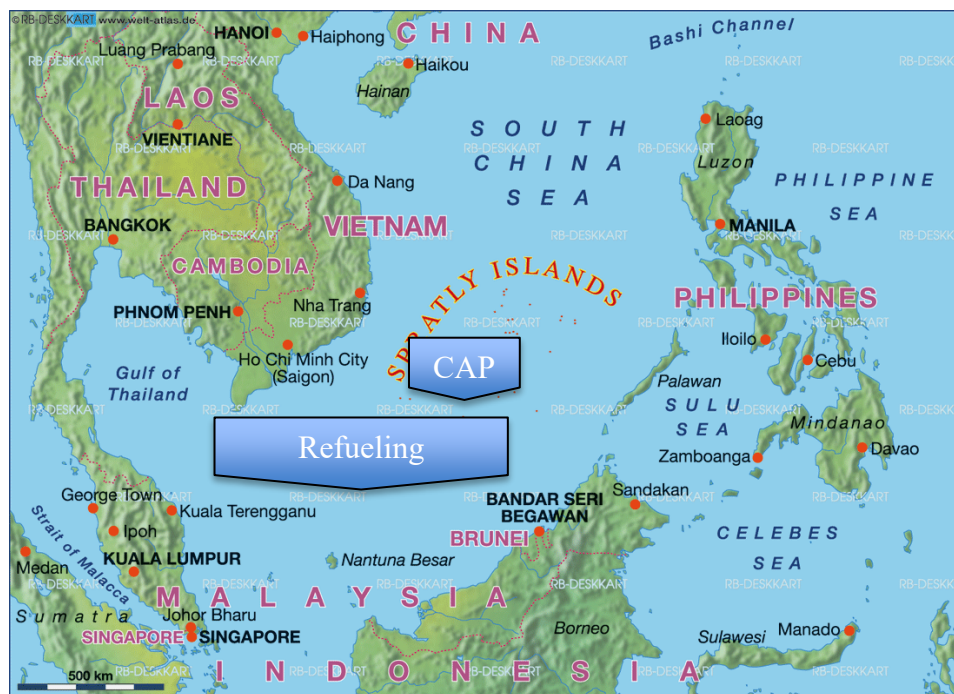 © RB-DESKKART www.welt-atlas.de
HANOI
Haiphong
CHINA
Bashi Channel
Luang Prabang
Haikou
Hainan
LAOS
Laoag
SOUTH
CHINA
SEA
VIENTIANE
Luzon
THAILAND
Da Nang
PHILIPPINE
SEA
BANGKOK
VIETNAM
MANILA
CAMBODIA
SPRATLY ISLANDS
PHNOM PENH
Nha Trang
PHILIPPINES
Iloilo
Ho Chi Minh City
(Saigon)
CAP
Cebu
Gulf of
Thailand
Palawan
SULU
SEA
Mindanao
Refueling
Zamboanga
Davao
George Town
Kuala Terengganu
BANDAR SERI
BEGAWAN
Sandakan
Ipoh
Strait of Malacca
BRUNEI
CELEBES
SEA
Medan
KUALA LUMPUR
Nantuna Besar
MALAYSIA
Sumatra
Johor Bharu
SINGAPORE
SINGAPORE
Borneo
Sulawesi
Manado
INDONESIA
500 km
RB-DESKKART